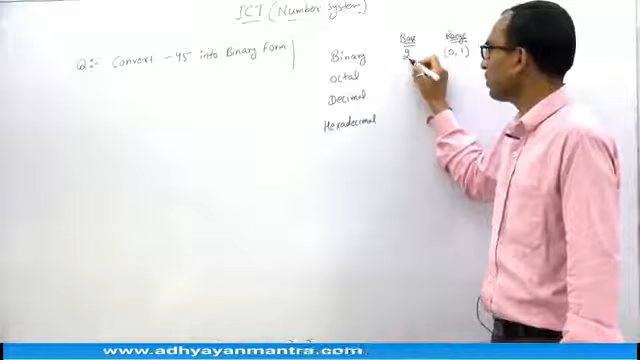 ICT (Number System)
Base Range
Q:- Convert -45 into Binary form
Binary 2 (0,1)
Octal
Decimal
Hexadecimal
www.adhyayanmantra.com